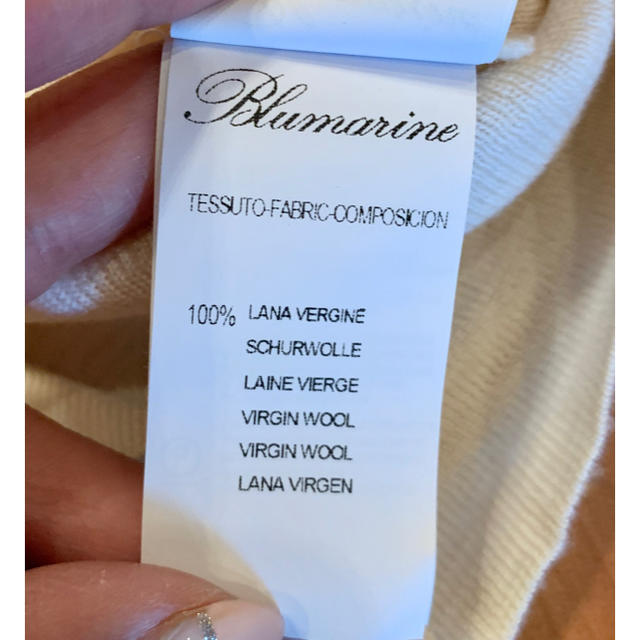 Blumarine
TESSUTO-FABRIC-COMPOSICION
100% LANA VERGINE
SCHURWOLLE
LAINE VIERGE
VIRGIN WOOL
VIRGIN WOOL
LANA VIRGEN